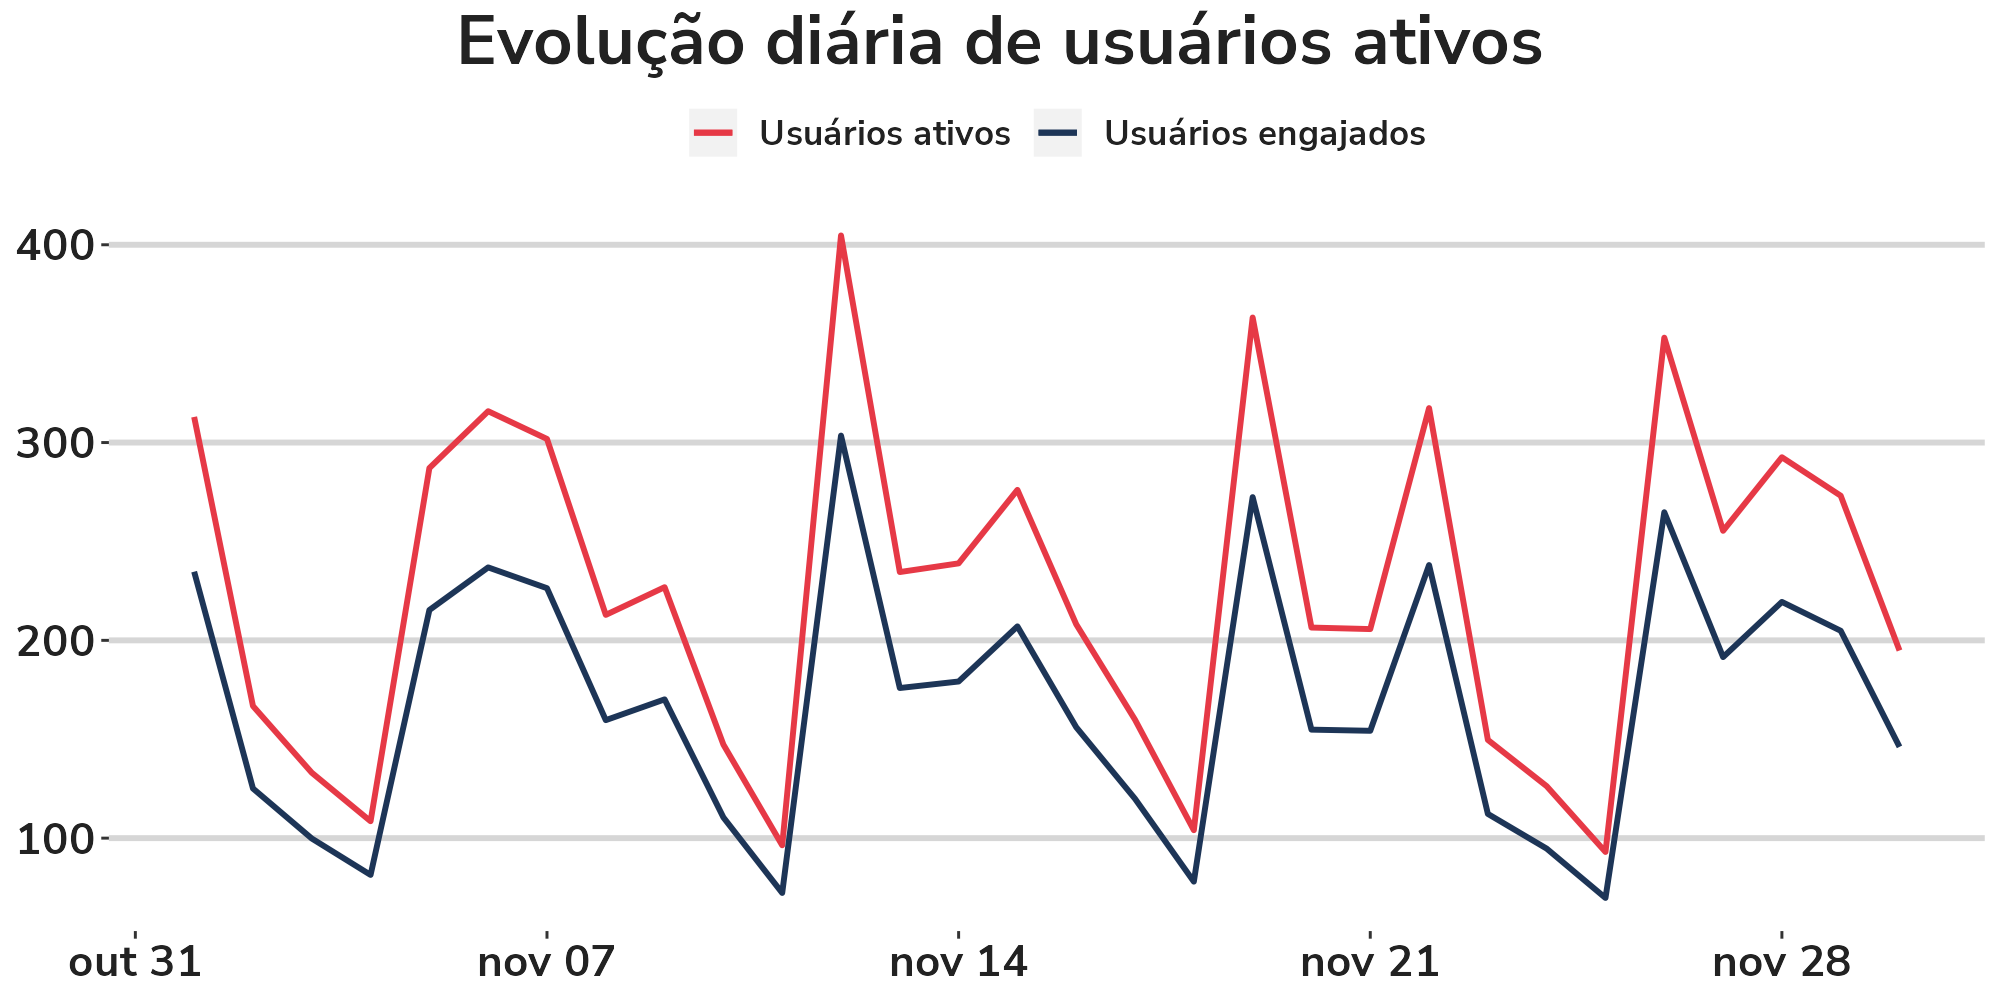 Evolução diária de usuários ativos
Usuários ativos Usuários engajados
400
300
200
100
out 31 nov 07 nov 14 nov 21 nov 28